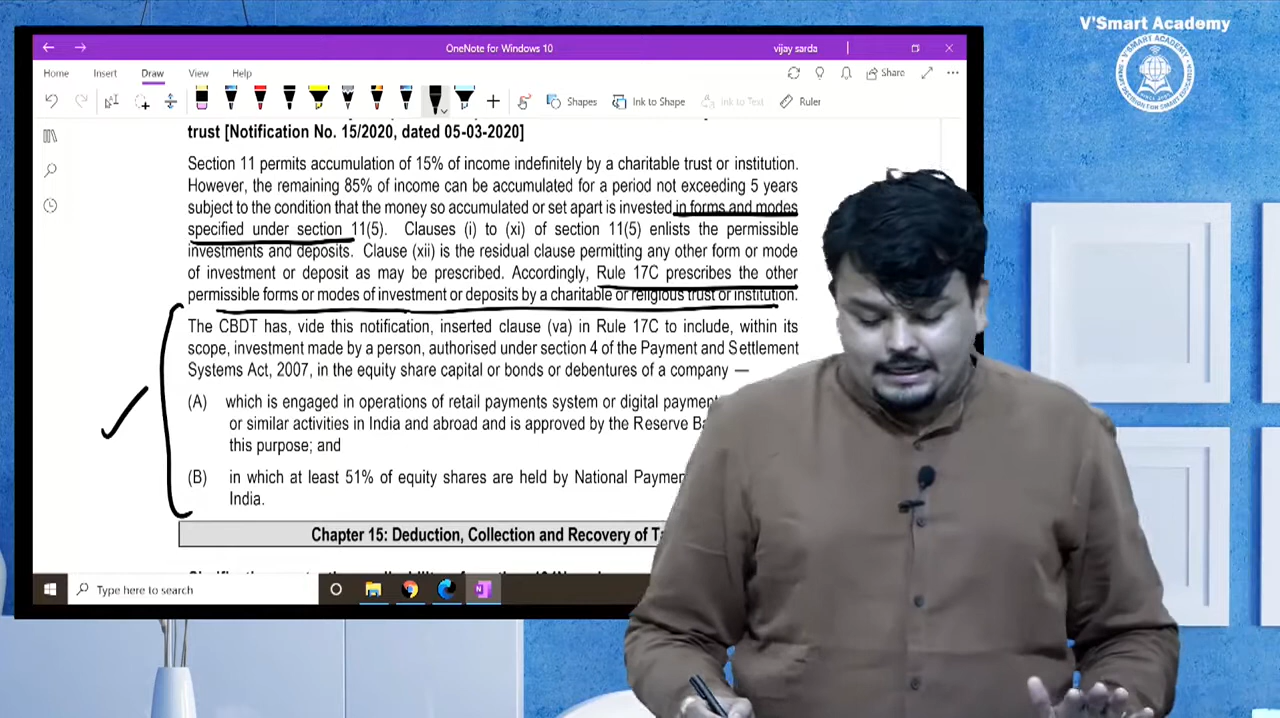 V'Smart Academy
OneNote for Windows 10
vijay sarda
Home Insert Draw View Help
Share
Shapes Ink to Shape Ink to Text Ruler
trust [Notification No. 15/2020, dated 05-03-2020]
Section 11 permits accumulation of 15% of income indefinitely by a charitable trust or institution.
However, the remaining 85% of income can be accumulated for a period not exceeding 5 years
subject to the condition that the money so accumulated or set apart is invested in forms and modes
specified under section 11(5). Clauses (i) to (xi) of section 11(5) enlists the permissible
investments and deposits. Clause (xii) is the residual clause permitting any other form or mode
of investment or deposit as may be prescribed. Accordingly, Rule 17C prescribes the other
permissible forms or modes of investment or deposits by a charitable or religious trust or institution.
The CBDT has, vide this notification, inserted clause (va) in Rule 17C to include, within its
scope, investment made by a person, authorised under section 4 of the Payment and Settlement
Systems Act, 2007, in the equity share capital or bonds or debentures of a company —
(A) which is engaged in operations of retail payments system or digital payment
or similar activities in India and abroad and is approved by the Reserve Ba
this purpose; and
(B) in which at least 51% of equity shares are held by National Paymen
India.
Chapter 15: Deduction, Collection and Recovery of Ta
Type here to search